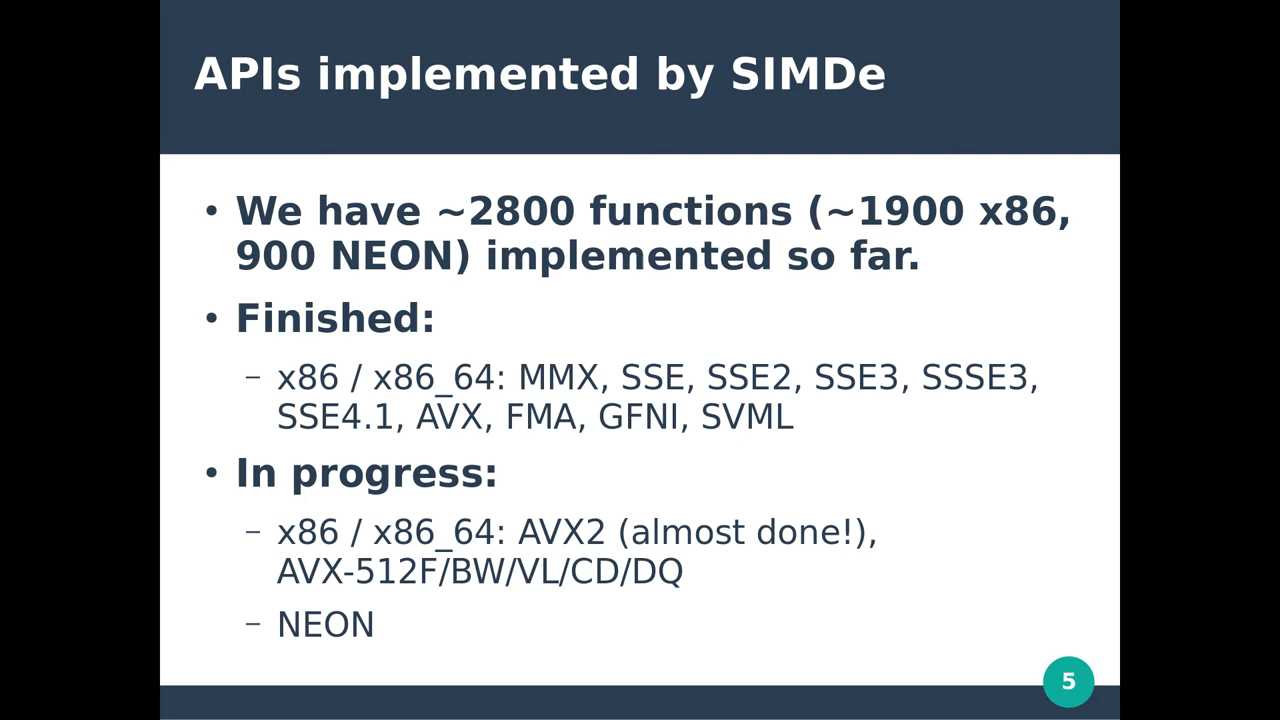 APIs implemented by SIMDe
• We have ~2800 functions (~1900 x86,
900 NEON) implemented so far.
• Finished:
– x86 / x86_64: MMX, SSE, SSE2, SSE3, SSSE3,
SSE4.1, AVX, FMA, GFNI, SVML
• In progress:
– x86 / x86_64: AVX2 (almost done!),
AVX-512F/BW/VL/CD/DQ
– NEON
5